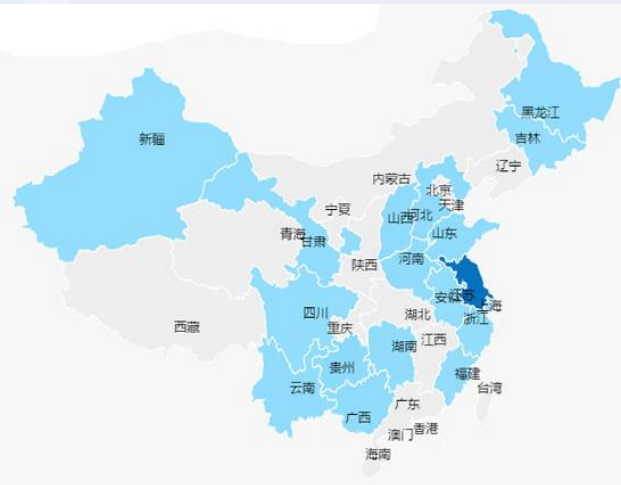 黑龙江
新疆
吉林
辽宁
内蒙古
北京
天津
宁夏
山西
河北
青海
甘肃
山东
陕西
河南
安徽
江苏
上海
四川
湖北
浙江
西藏
重庆
湖南
江西
贵州
福建
云南
台湾
广西
广东
香港
澳门
海南